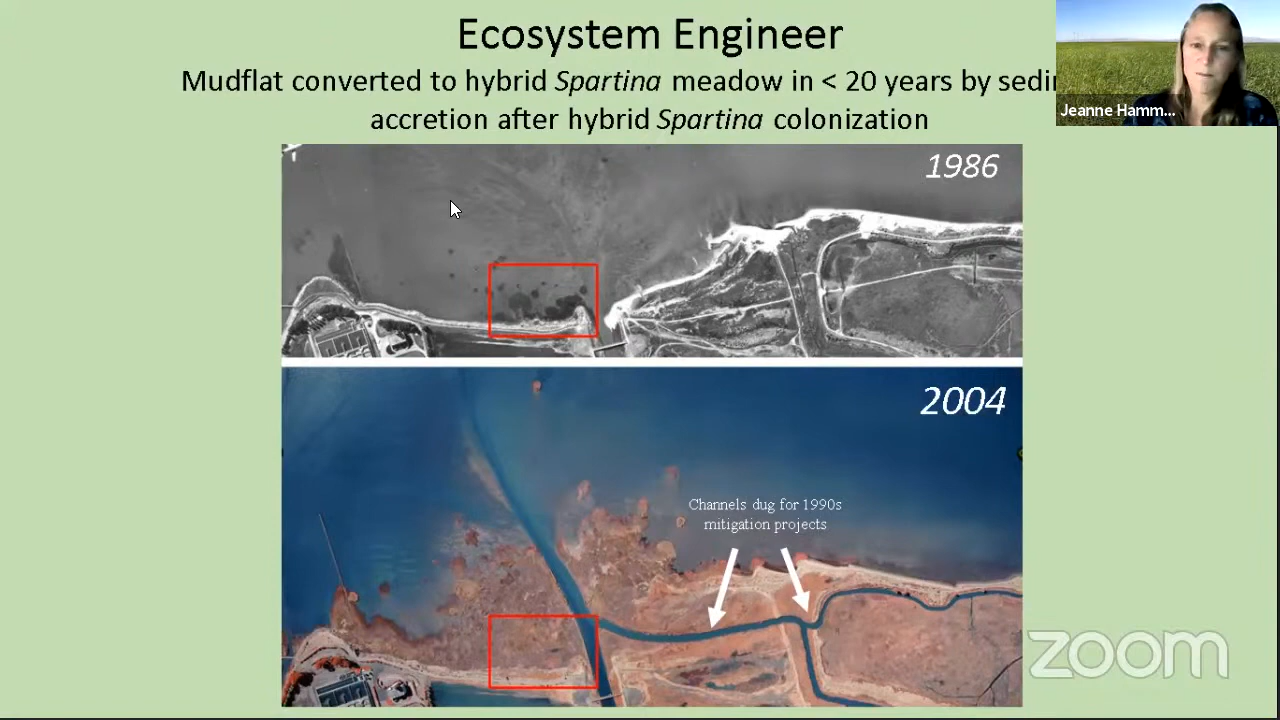 Ecosystem Engineer
Mudflat converted to hybrid Spartina meadow in < 20 years by
accretion after hybrid Spartina colonization
Jeanne Hamm...
1986
2004
Channels dug for 1990s
mitigation projects
zoom